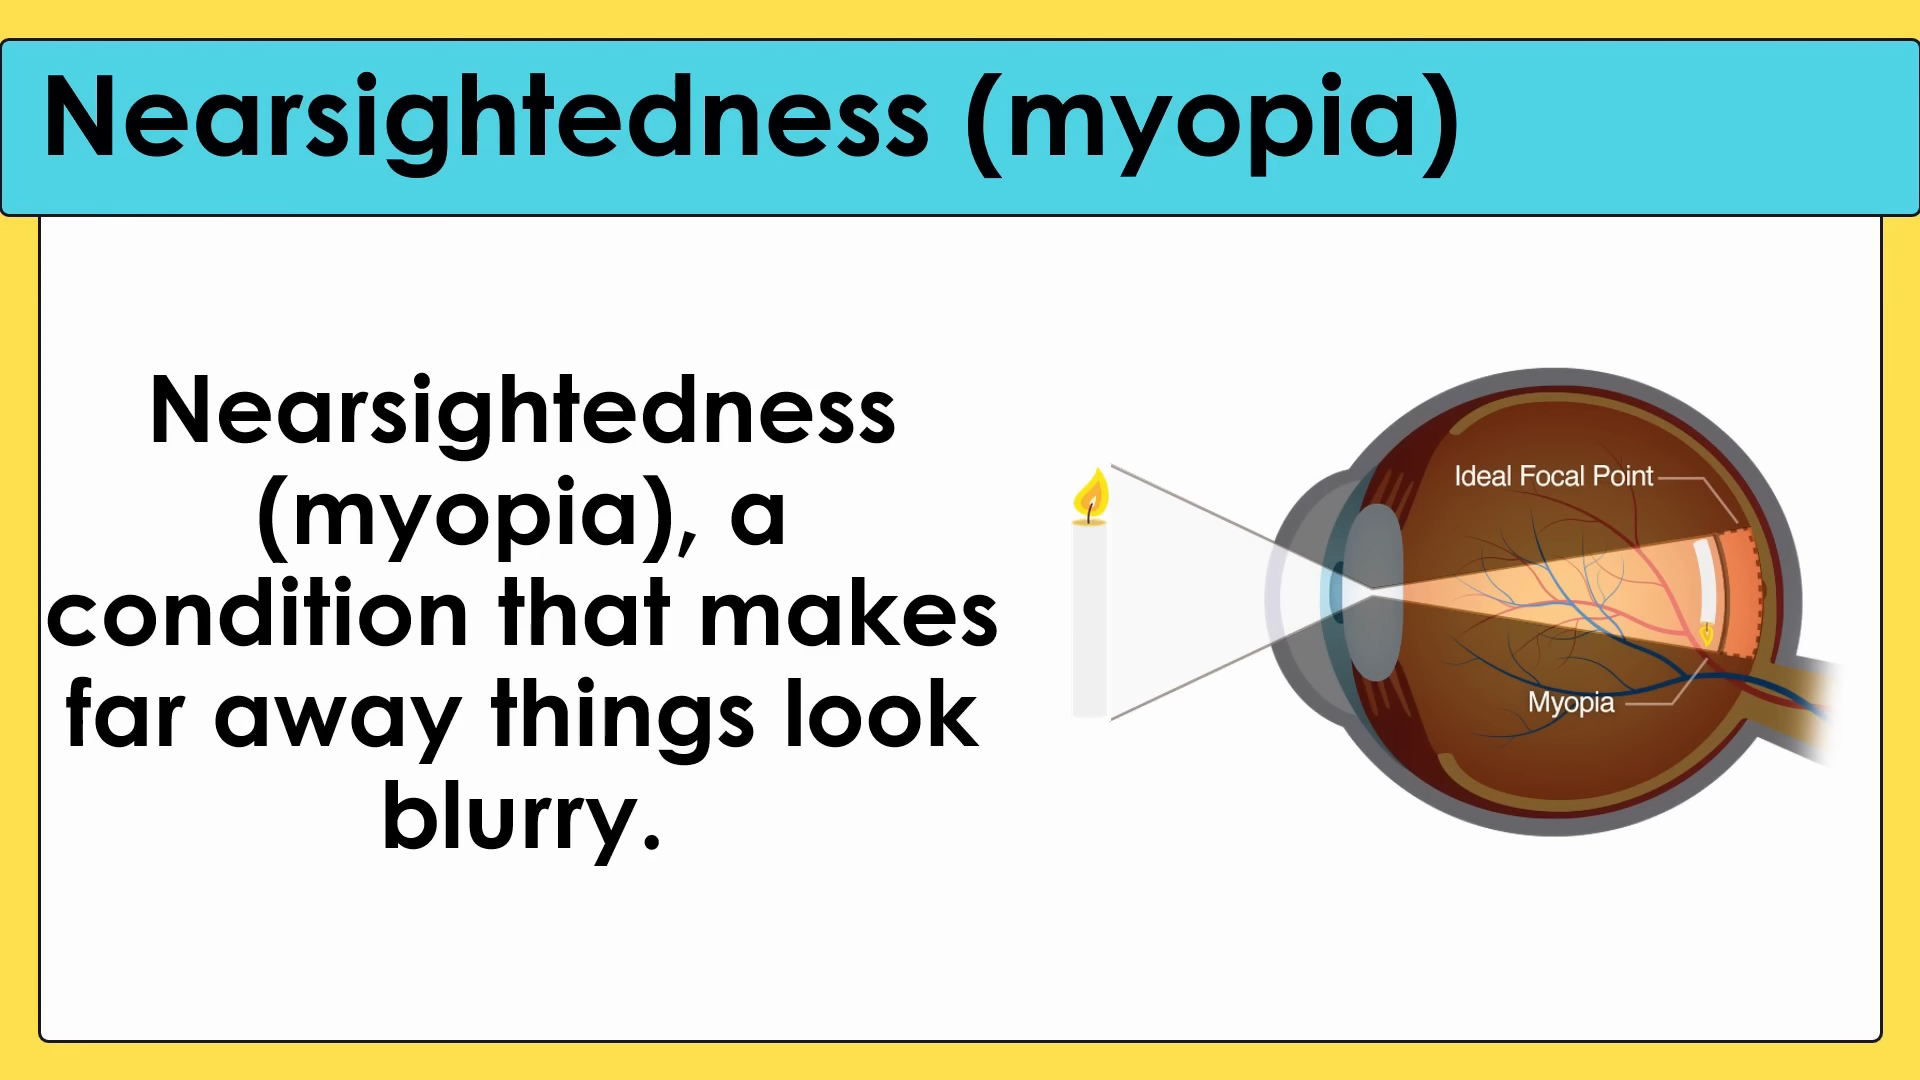 Nearsightedness (myopia)
Nearsightedness
(myopia), a
condition that makes
far away things look
blurry.
Ideal Focal Point
Myopia